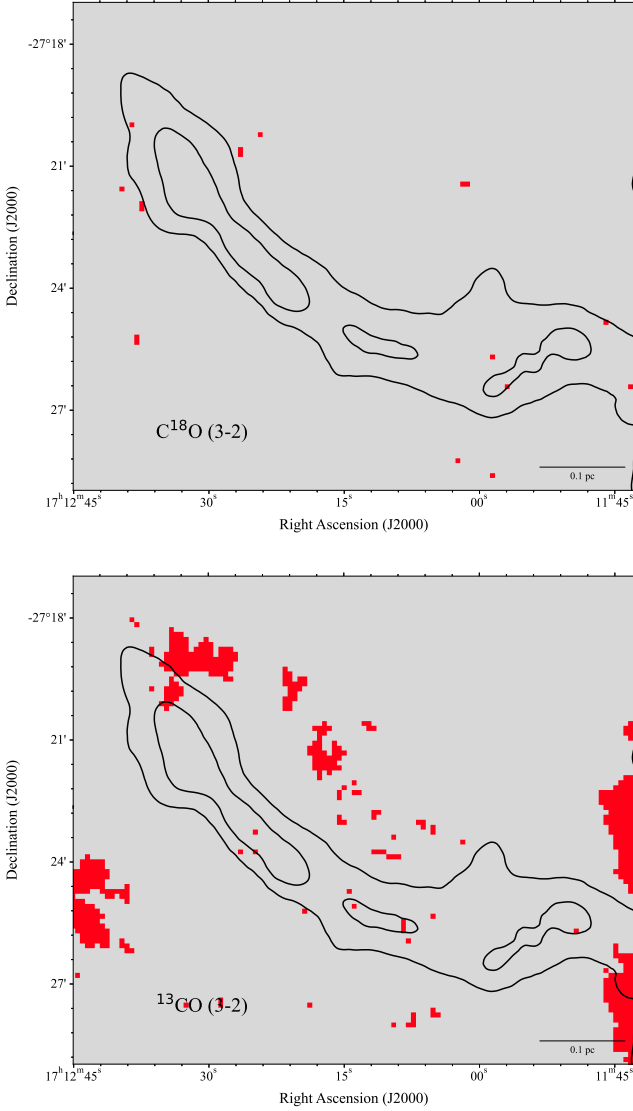 -27°18'
21'
24'
27'
Declination (J2000)
C¹⁸O (3-2)
0.1 pc
17ʰ12ᵐ45ˢ
30ˢ
15ˢ
00ˢ
11ᵐ45ˢ
Right Ascension (J2000)
-27°18'
21'
24'
27'
Declination (J2000)
¹³CO (3-2)
0.1 pc
17ʰ12ᵐ45ˢ
30ˢ
15ˢ
00ˢ
11ᵐ45ˢ
Right Ascension (J2000)